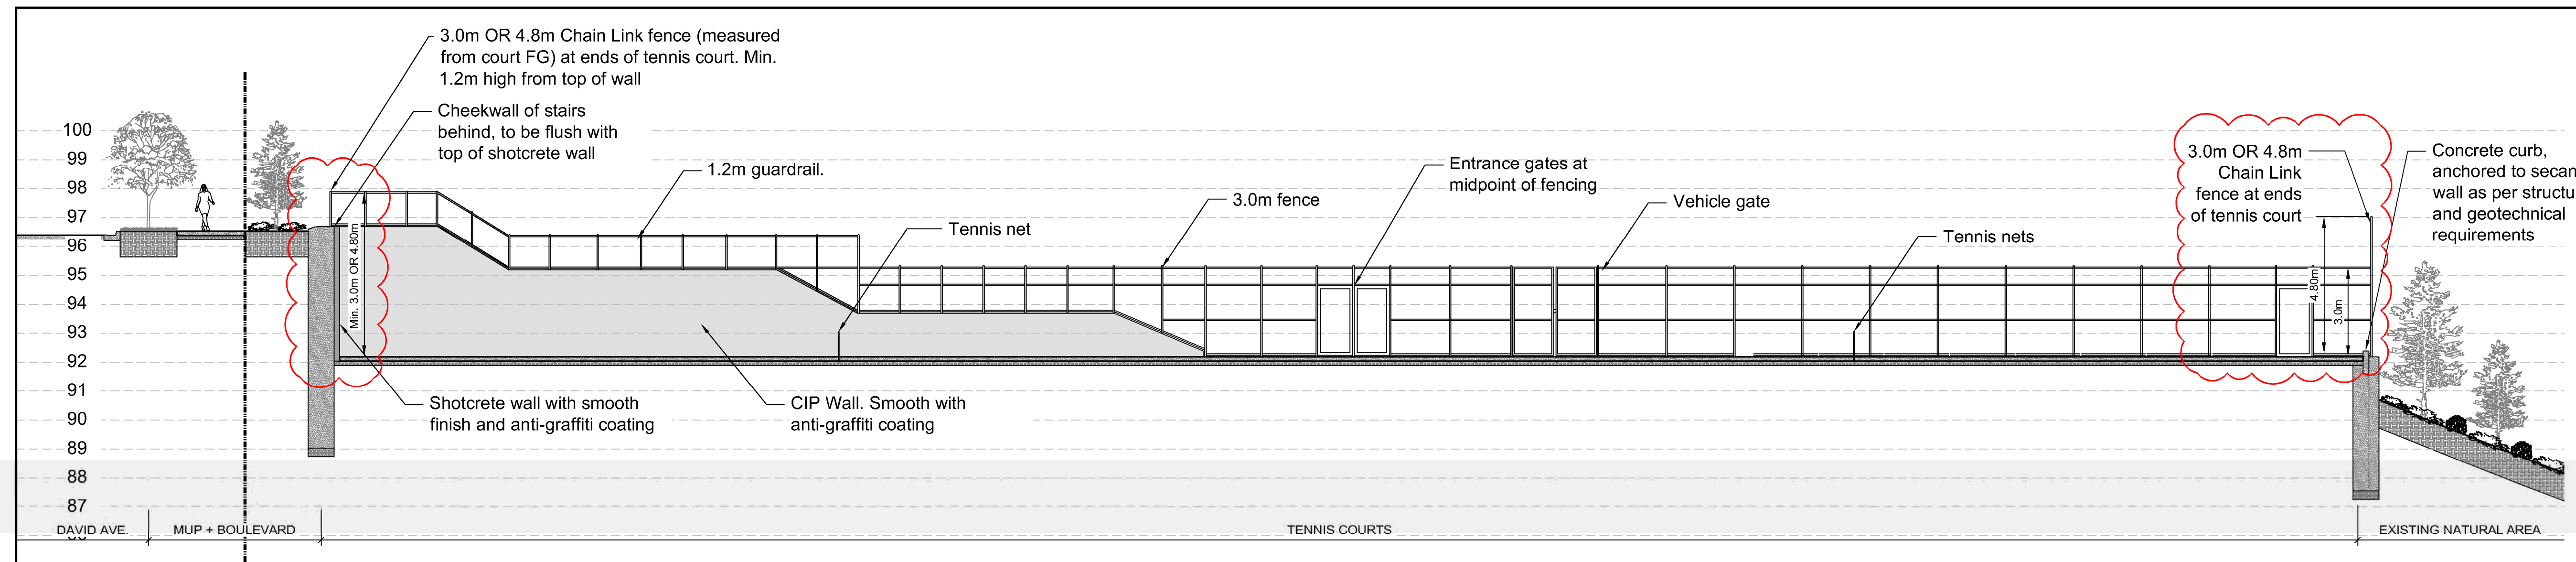 3.0m OR 4.8m Chain Link fence (measured
from court FG) at ends of tennis court. Min.
1.2m high from top of wall
Cheekwall of stairs
behind, to be flush with
top of shotcrete wall
1.2m guardrail.
Tennis net
3.0m fence
Entrance gates at
midpoint of fencing
Vehicle gate
Tennis nets
3.0m OR 4.8m
Chain Link
fence at ends
of tennis court
Concrete curb,
anchored to secan
wall as per structu
and geotechnical
requirements
100
99
98
97
96
95
94
93
92
91
90
89
88
87
Min. 3.0m OR 4.80m
4.80m
3.0m
Shotcrete wall with smooth
finish and anti-graffiti coating
CIP Wall. Smooth with
anti-graffiti coating
DAVID AVE.
MUP + BOULEVARD
TENNIS COURTS
EXISTING NATURAL AREA